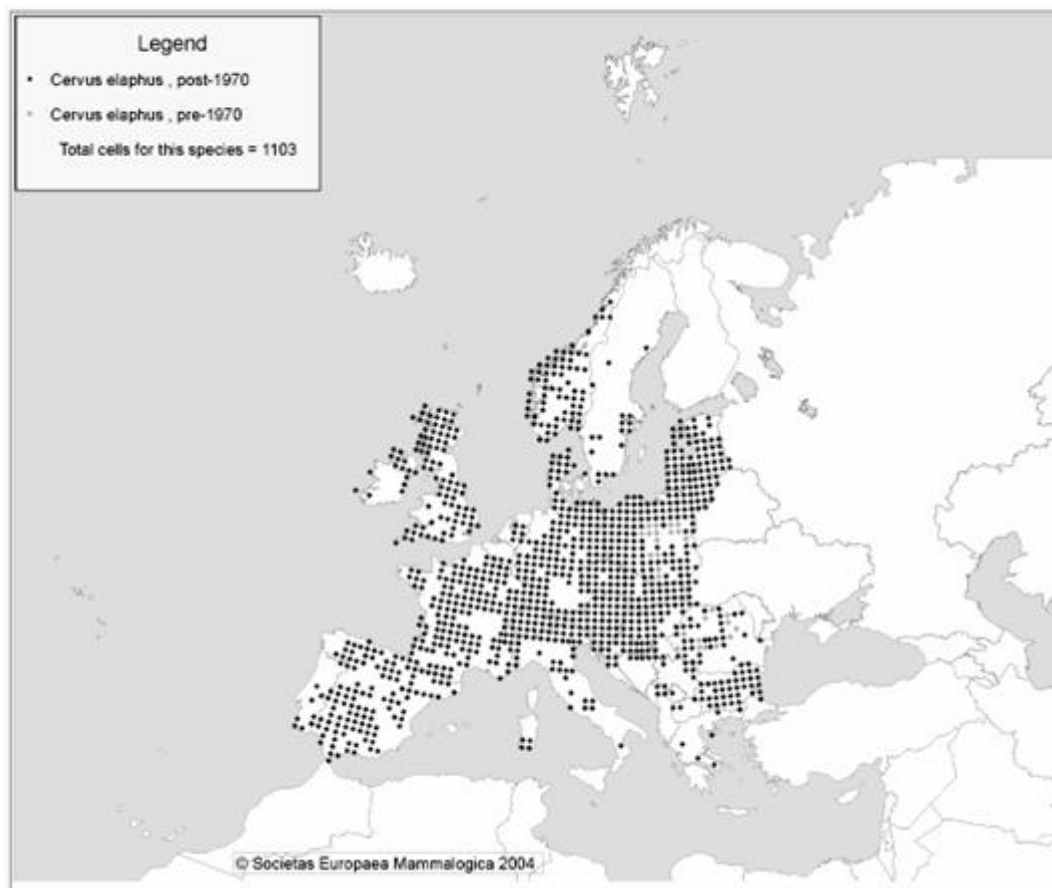 Legend
Cervus elaphus , post-1970
Cervus elaphus , pre-1970
Total cells for this species = 1103
© Societas Europaea Mammalogica 2004